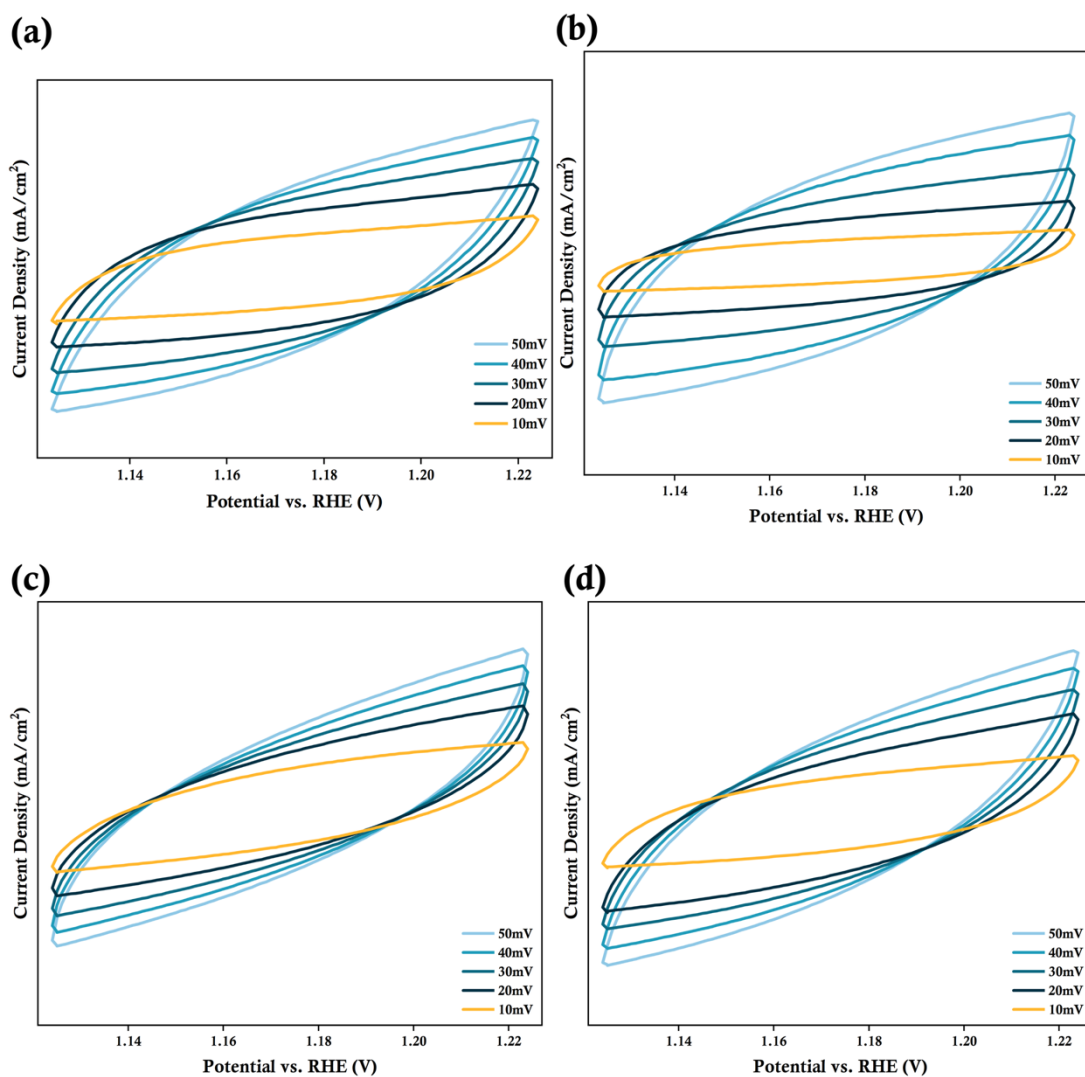 (a)
Current Density (mA/cm²)
50mV
40mV
30mV
20mV
10mV
1.14 1.16 1.18 1.20 1.22
Potential vs. RHE (V)
(b)
Current Density (mA/cm²)
50mV
40mV
30mV
20mV
10mV
1.14 1.16 1.18 1.20 1.22
Potential vs. RHE (V)
(c)
Current Density (mA/cm²)
50mV
40mV
30mV
20mV
10mV
1.14 1.16 1.18 1.20 1.22
Potential vs. RHE (V)
(d)
Current Density (mA/cm²)
50mV
40mV
30mV
20mV
10mV
1.14 1.16 1.18 1.20 1.22
Potential vs. RHE (V)